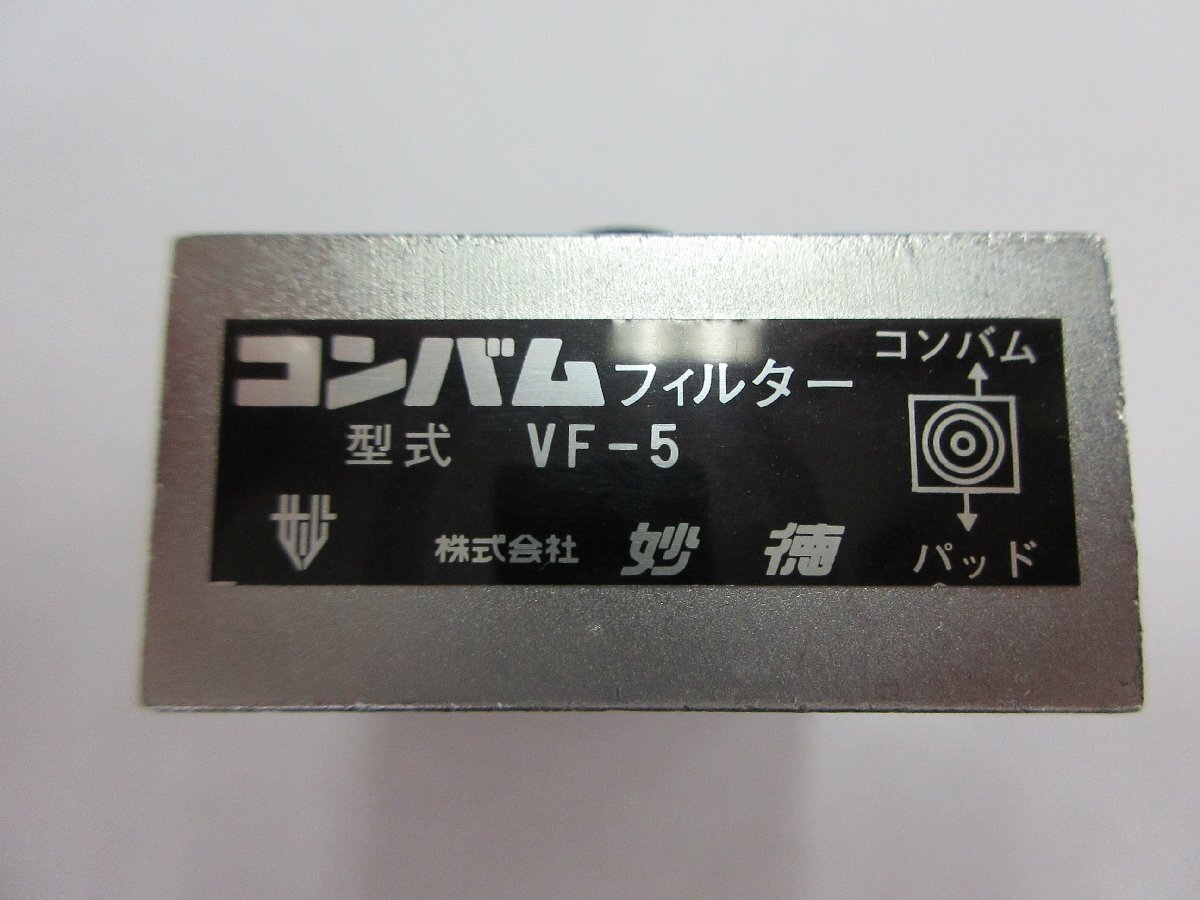 コンバムフィルター
型式 VF-5
株式会社 妙徳
コンバム
パッド